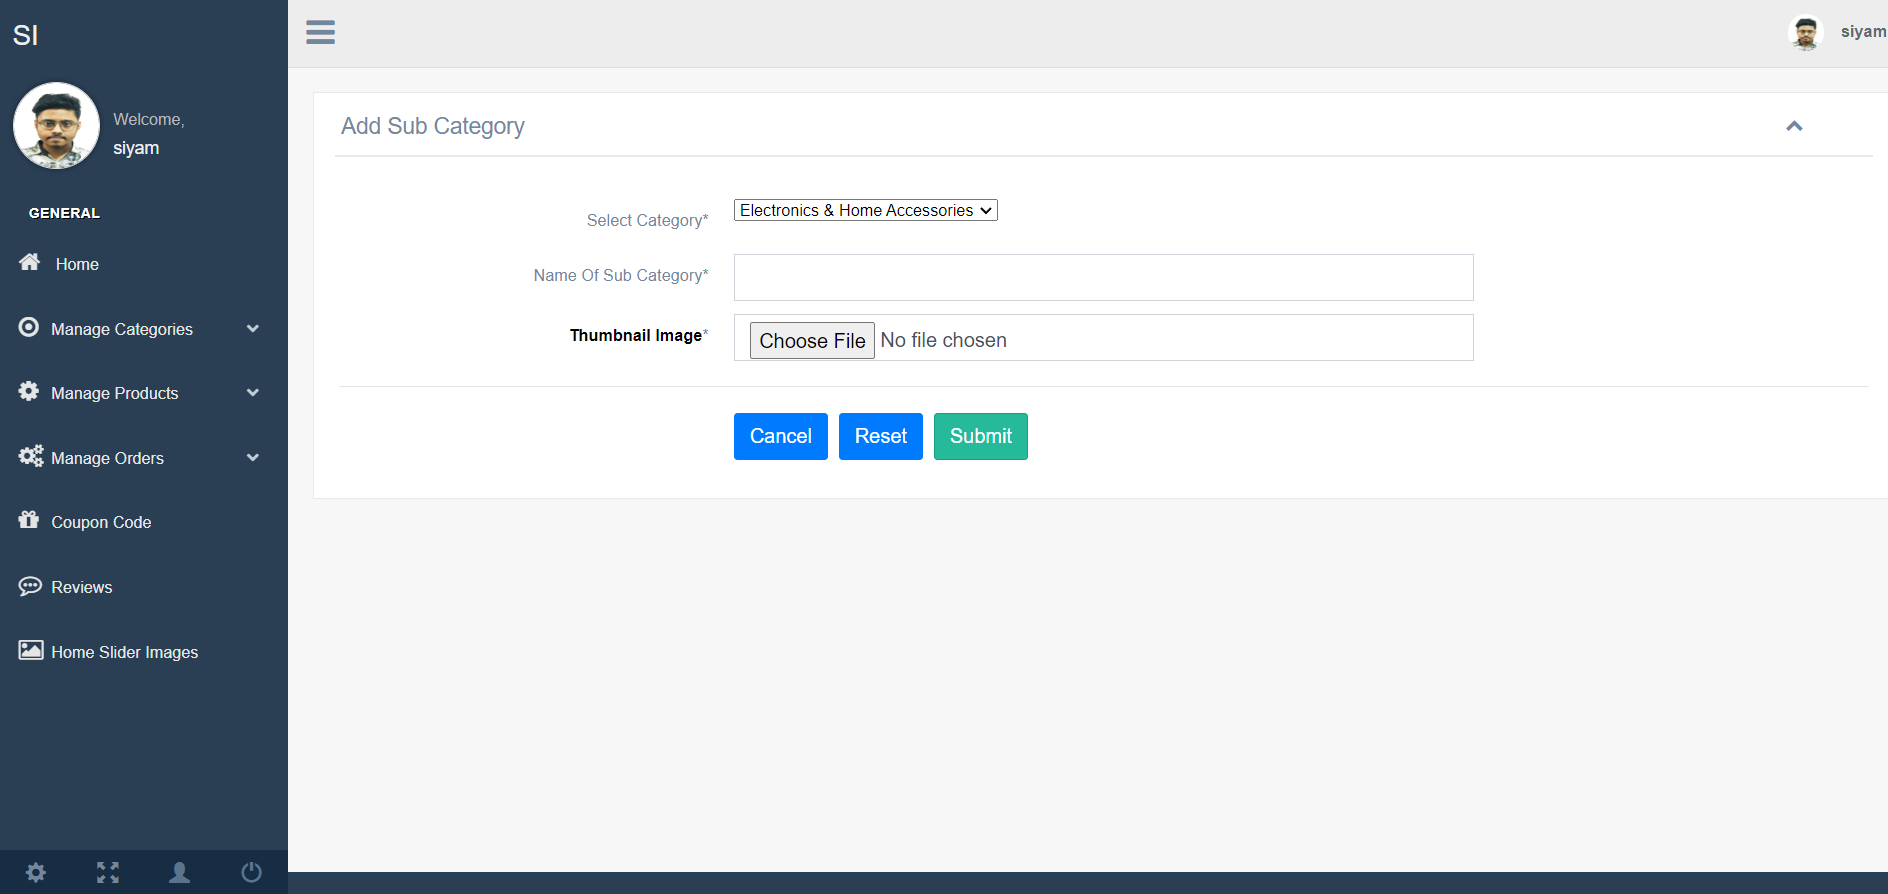 SI
siyam
Welcome,
siyam
GENERAL
Home
Manage Categories
Manage Products
Manage Orders
Coupon Code
Reviews
Home Slider Images
Add Sub Category
Select Category*
Electronics & Home Accessories
Name Of Sub Category*
Thumbnail Image*
Choose File No file chosen
Cancel Reset Submit